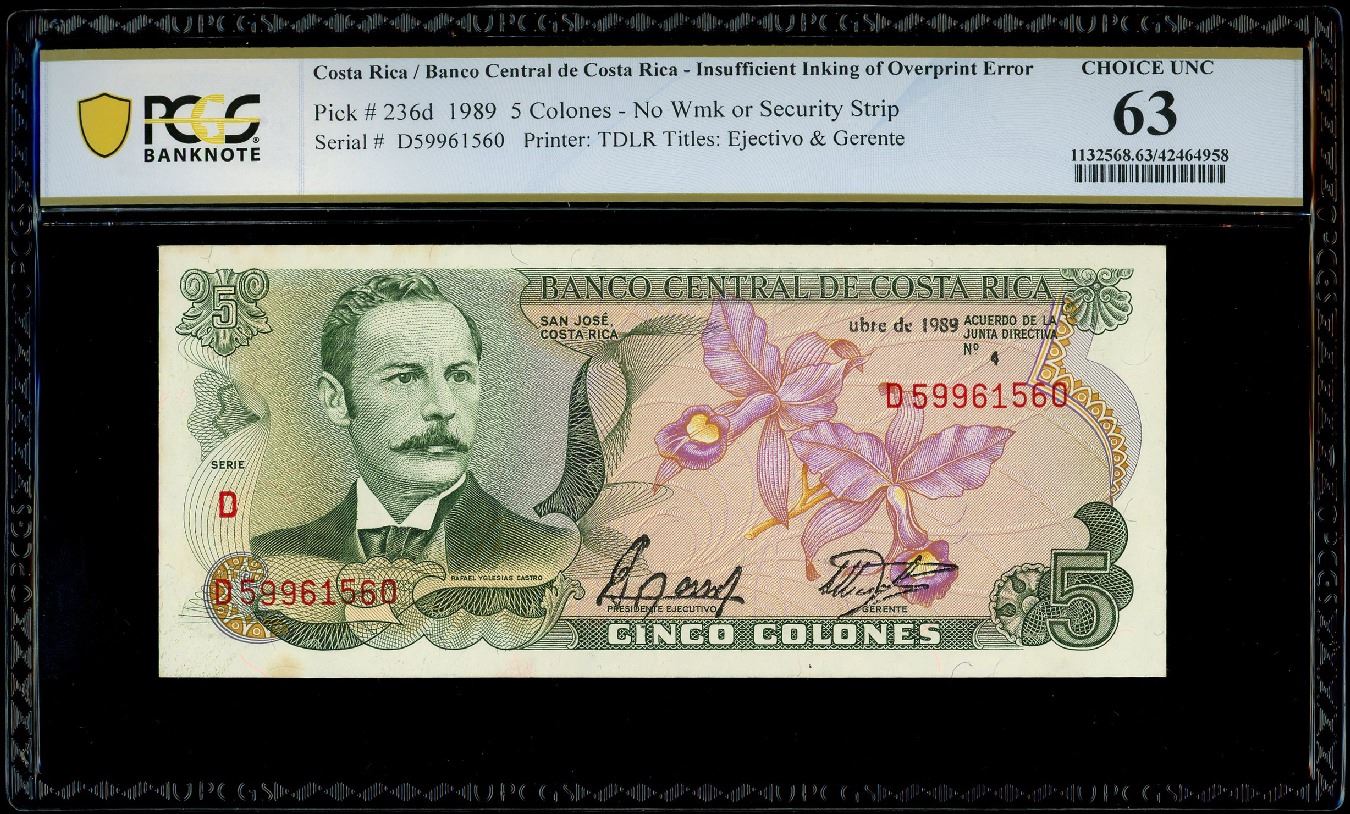 Costa Rica / Banco Central de Costa Rica - Insufficient Inking of Overprint Error
Pick # 236d 1989 5 Colones - No Wmk or Security Strip
Serial # D59961560 Printer: TDLR Titles: Ejectivo & Gerente
CHOICE UNC
63
1132568.63/42464958
PCGS
BANKNOTE
5
BANCO CENTRAL DE COSTA RICA
SAN JOSÉ,
COSTA RICA
ubre de 1989
ACUERDO DE LA
JUNTA DIRECTIVA
Nº 4
D59961560
SERIE
D
D59961560
RAFAEL YGLESIAS CASTRO
PRESIDENTE EJECUTIVO
GERENTE
CINCO COLONES
5